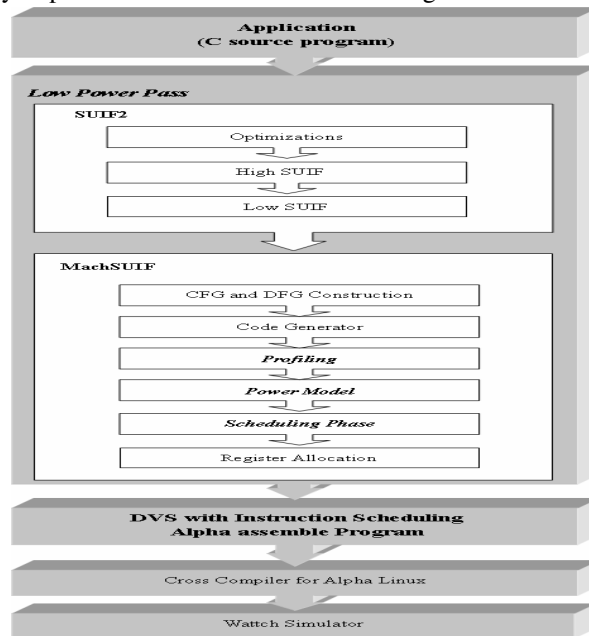 Application
(C source program)
Low Power Pass
SUIF2
Optimizations
High SUIF
Low SUIF
MachSUIF
CFG and DFG Construction
Code Generator
Profiling
Power Model
Scheduling Phase
Register Allocation
DVS with Instruction Scheduling
Alpha assemble Program
Cross Compiler for Alpha Linux
Wattch Simulator